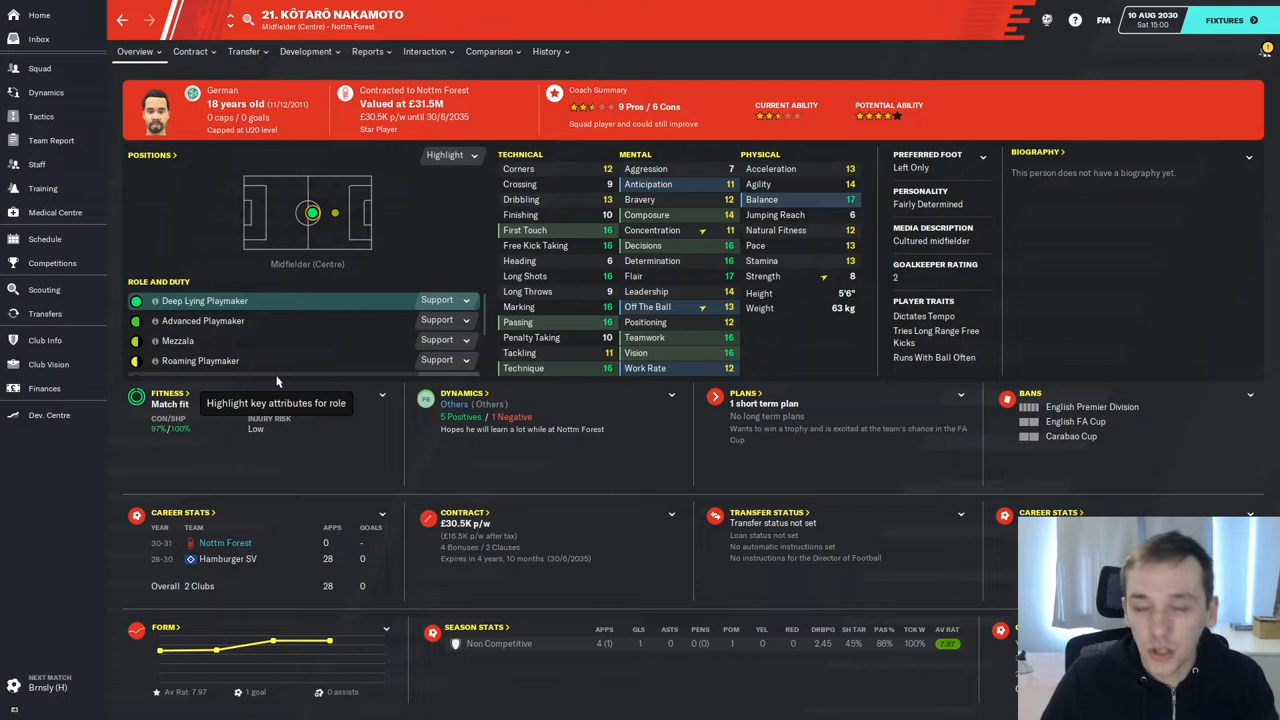 Home
Inbox
Squad
Dynamics
Tactics
Team Report
Staff
Training
Medical Centre
Schedule
Competitions
Scouting
Transfers
Club Info
Club Vision
Finances
Dev. Centre
NEXT MATCH
Brnsly (H)
21. KŌTARŌ NAKAMOTO
Midfielder (Centre) - Nottm Forest
FM
10 AUG 2030
Sat 15:00
FIXTURES
Overview
Contract
Transfer
Development
Reports
Interaction
Comparison
History
1
German
18 years old (11/12/2011)
0 caps / 0 goals
Capped at U20 level
Contracted to Nottm Forest
Valued at £31.5M
£30.5K p/w until 30/6/2035
Star Player
Coach Summary
9 Pros / 6 Cons
Squad player and could still improve
CURRENT ABILITY
POTENTIAL ABILITY
POSITIONS
Highlight
Midfielder (Centre)
ROLE AND DUTY
Deep Lying Playmaker Support
Advanced Playmaker Support
Mezzala Support
Roaming Playmaker Support
Highlight key attributes for role
TECHNICAL
Corners 12
Crossing 9
Dribbling 13
Finishing 10
First Touch 16
Free Kick Taking 16
Heading 6
Long Shots 16
Long Throws 9
Marking 16
Passing 16
Penalty Taking 10
Tackling 11
Technique 16
MENTAL
Aggression 7
Anticipation 11
Bravery 12
Composure 14
Concentration 11
Decisions 16
Determination 16
Flair 17
Leadership 14
Off The Ball 13
Positioning 12
Teamwork 16
Vision 16
Work Rate 12
PHYSICAL
Acceleration 13
Agility 14
Balance 17
Jumping Reach 6
Natural Fitness 12
Pace 13
Stamina 13
Strength 8
Height 5'6"
Weight 63 kg
PREFERRED FOOT
Left Only
PERSONALITY
Fairly Determined
MEDIA DESCRIPTION
Cultured midfielder
GOALKEEPER RATING
2
PLAYER TRAITS
Dictates Tempo
Tries Long Range Free
Kicks
Runs With Ball Often
BIOGRAPHY
This person does not have a biography yet.
FITNESS
Match fit
CON/SHP
97%/100%
INJURY RISK
Low
DYNAMICS
PR
Others (Others)
5 Positives / 1 Negative
Hopes he will learn a lot while at Nottm Forest
PLANS
1 short term plan
No long term plans
Wants to win a trophy and is excited at the team's chance in the FA
Cup
BANS
English Premier Division
English FA Cup
Carabao Cup
CAREER STATS
YEAR TEAM APPS GOALS
30-31 Nottm Forest 0 -
28-30 Hamburger SV 28 0
Overall 2 Clubs 28 0
CONTRACT
£30.5K p/w
(£16.5K p/w after tax)
4 Bonuses / 2 Clauses
Expires in 4 years, 10 months (30/6/2035)
TRANSFER STATUS
Transfer status not set
Loan status not set
No automatic instructions set
No instructions for the Director of Football
CAREER STATS
FORM
Av Rat: 7.97
1 goal
0 assists
SEASON STATS
APPS GLS ASTS PENS POM YEL RED DRBPG SH TAR PAS% TCK W AV RAT
Non Competitive 4 (1) 1 0 0 (0) 1 0 0 2.45 45% 86% 100% 7.97